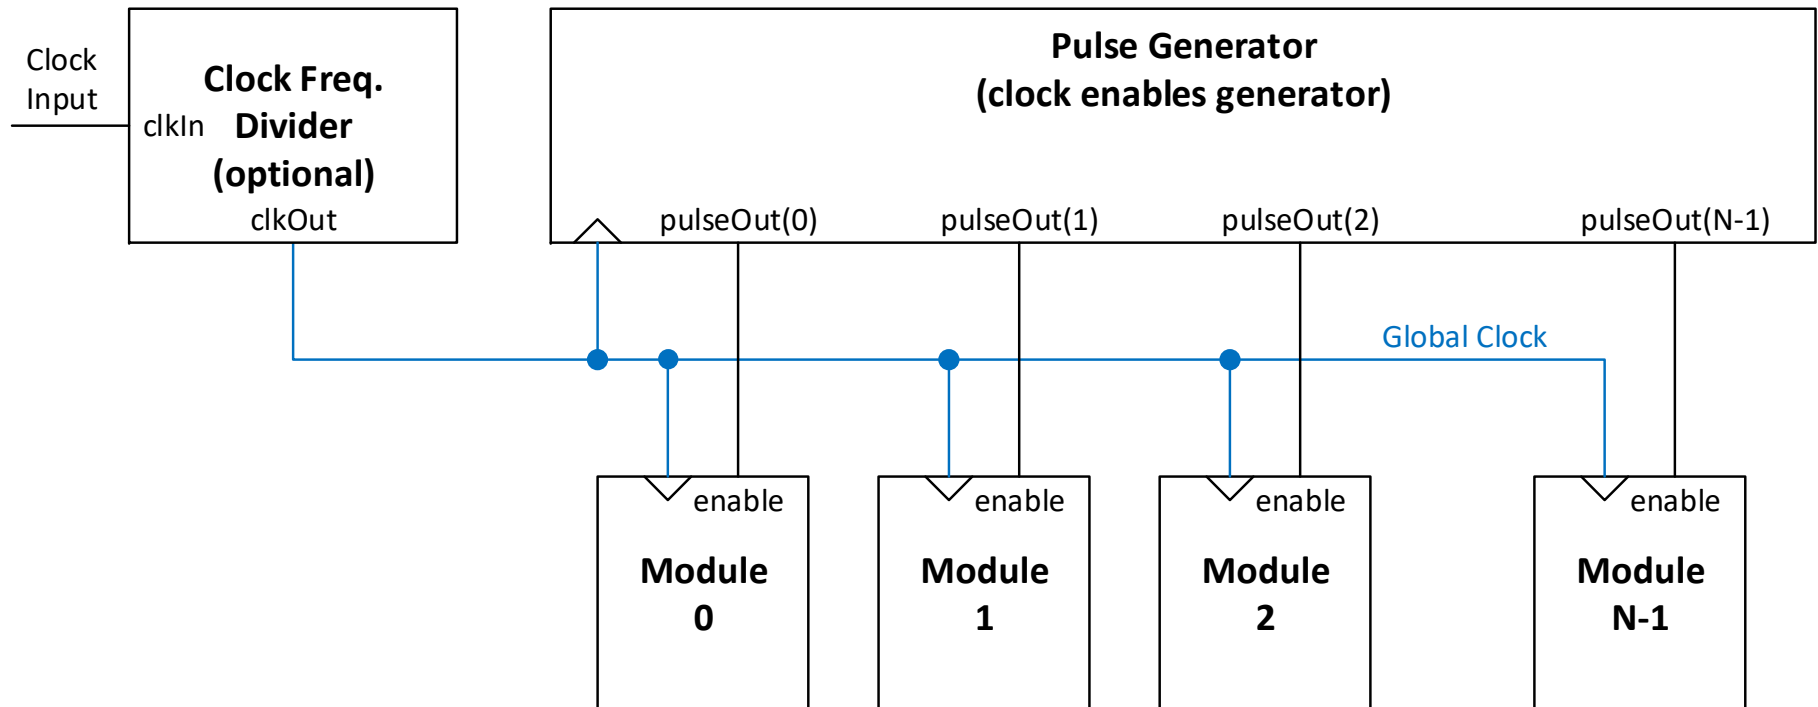 Clock
Input
clkIn
Clock Freq.
Divider
(optional)
clkOut
Pulse Generator
(clock enables generator)
pulseOut(0)
pulseOut(1)
pulseOut(2)
pulseOut(N-1)
Global Clock
enable
enable
enable
enable
Module
0
Module
1
Module
2
Module
N-1